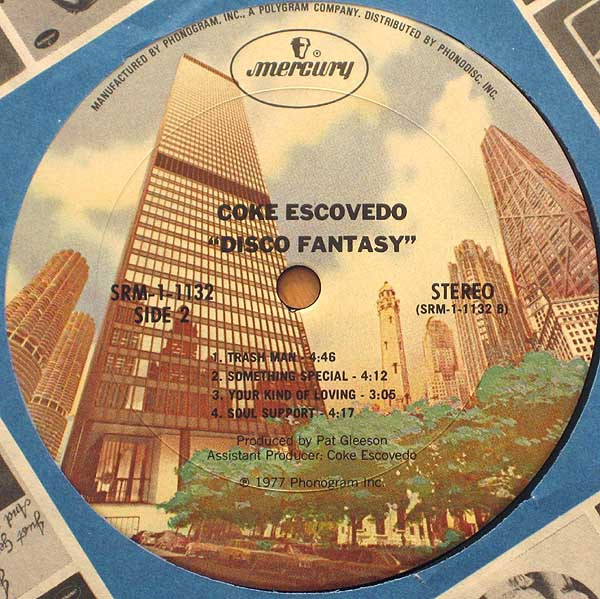 MANUFACTURED BY PHONOGRAM, INC., A POLYGRAM COMPANY. DISTRIBUTED BY PHONODISC, INC.
mercury
®
COKE ESCOVEDO
"DISCO FANTASY"
SRM-1-1132
SIDE 2
STEREO
(SRM-1-1132 B)
1. TRASH MAN - 4:46
2. SOMETHING SPECIAL - 4:12
3. YOUR KIND OF LOVING - 3:05
4. SOUL SUPPORT - 4:17
Produced by Pat Gleeson
Assistant Producer: Coke Escovedo
℗ 1977 Phonogram Inc.